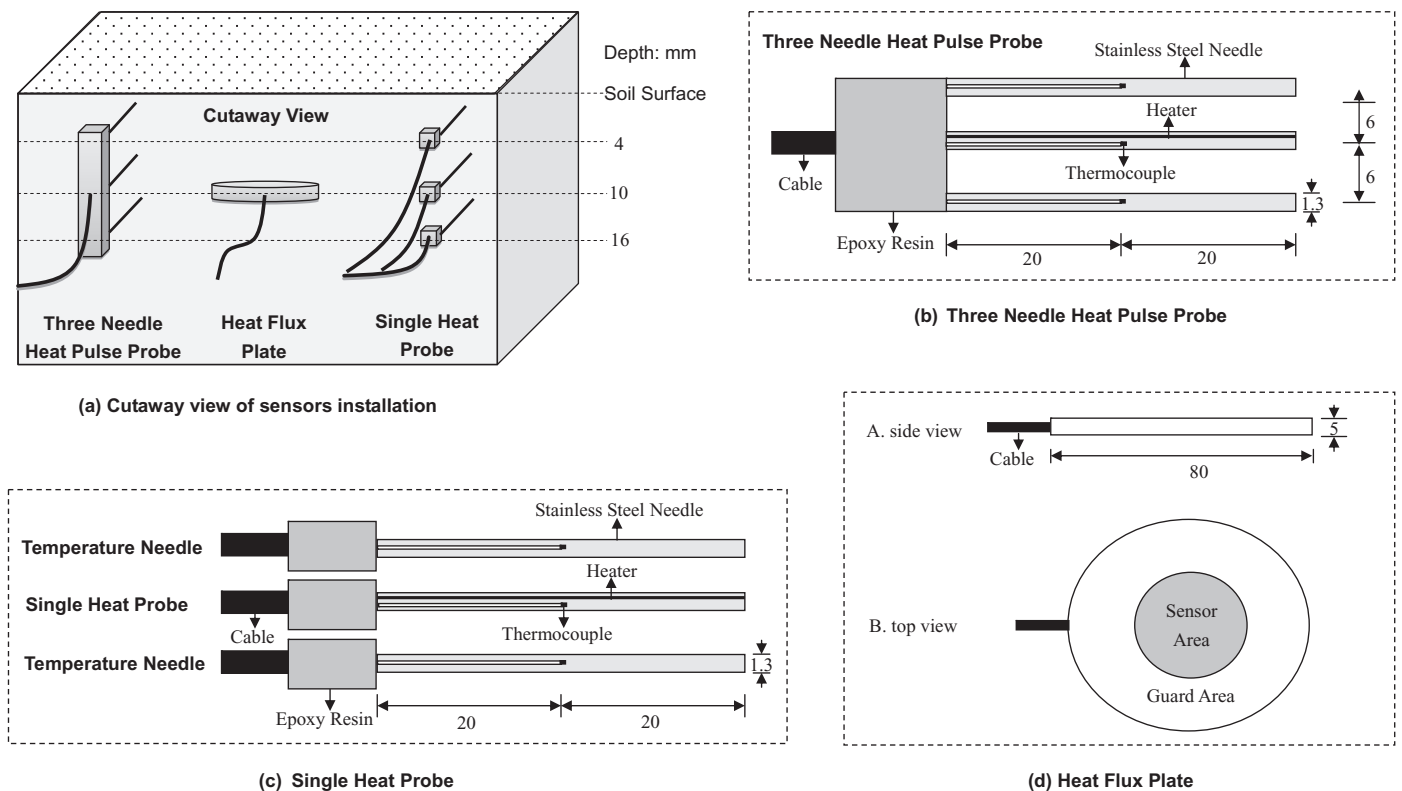 Depth: mm
Soil Surface
Cutaway View
4
10
16
Three Needle
Heat Pulse Probe
Heat Flux
Plate
Single Heat
Probe
(a) Cutaway view of sensors installation
Three Needle Heat Pulse Probe
Stainless Steel Needle
Heater
6
Cable
Thermocouple
6
1.3
Epoxy Resin
20
20
(b) Three Needle Heat Pulse Probe
Stainless Steel Needle
Temperature Needle
Heater
Single Heat Probe
Cable
Thermocouple
Temperature Needle
1.3
Epoxy Resin
20
20
(c) Single Heat Probe
A. side view
5
Cable
80
Sensor
Area
B. top view
Guard Area
(d) Heat Flux Plate